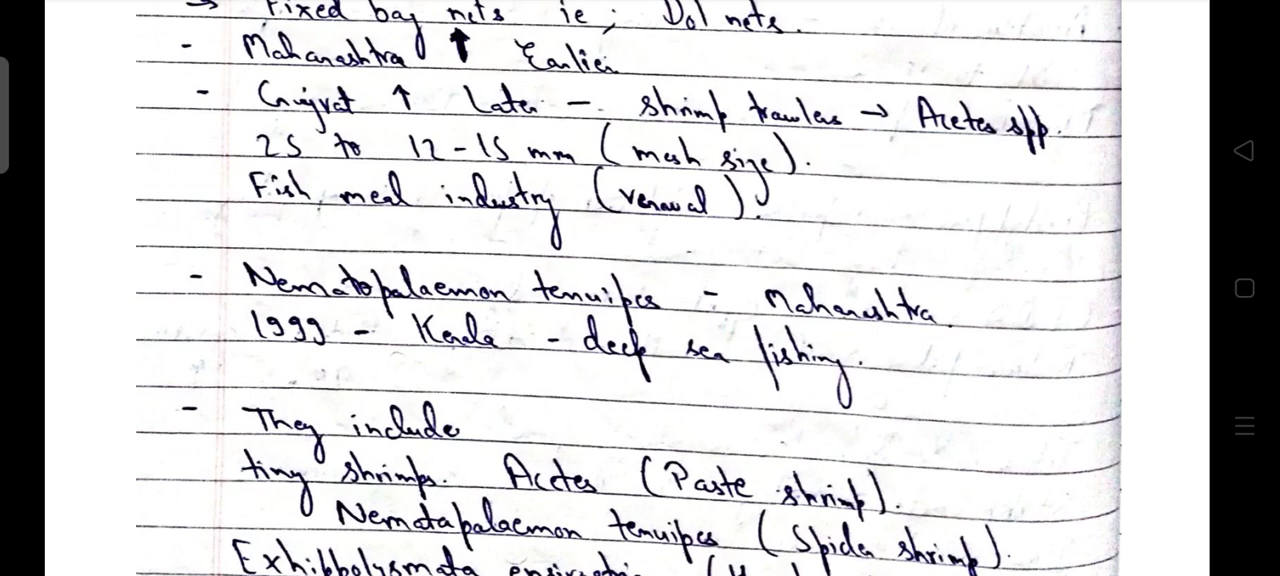 → Fixed bag nets ie; Dol nets.
- Maharashtra ↑ Earlier
- Gujrat ↑ Later - shrimp trawlers → Acetes spp.
25 to 12-15 mm (mesh size).
Fish meal industry (veraval).
- Nematopalaemon tenuipes - Maharashtra.
1999 - Kerala - deep sea fishing.
- They include
tiny shrimps. Acetes (Paste shrimp).
Nematapalaemon tenuipes (Spider shrimp).